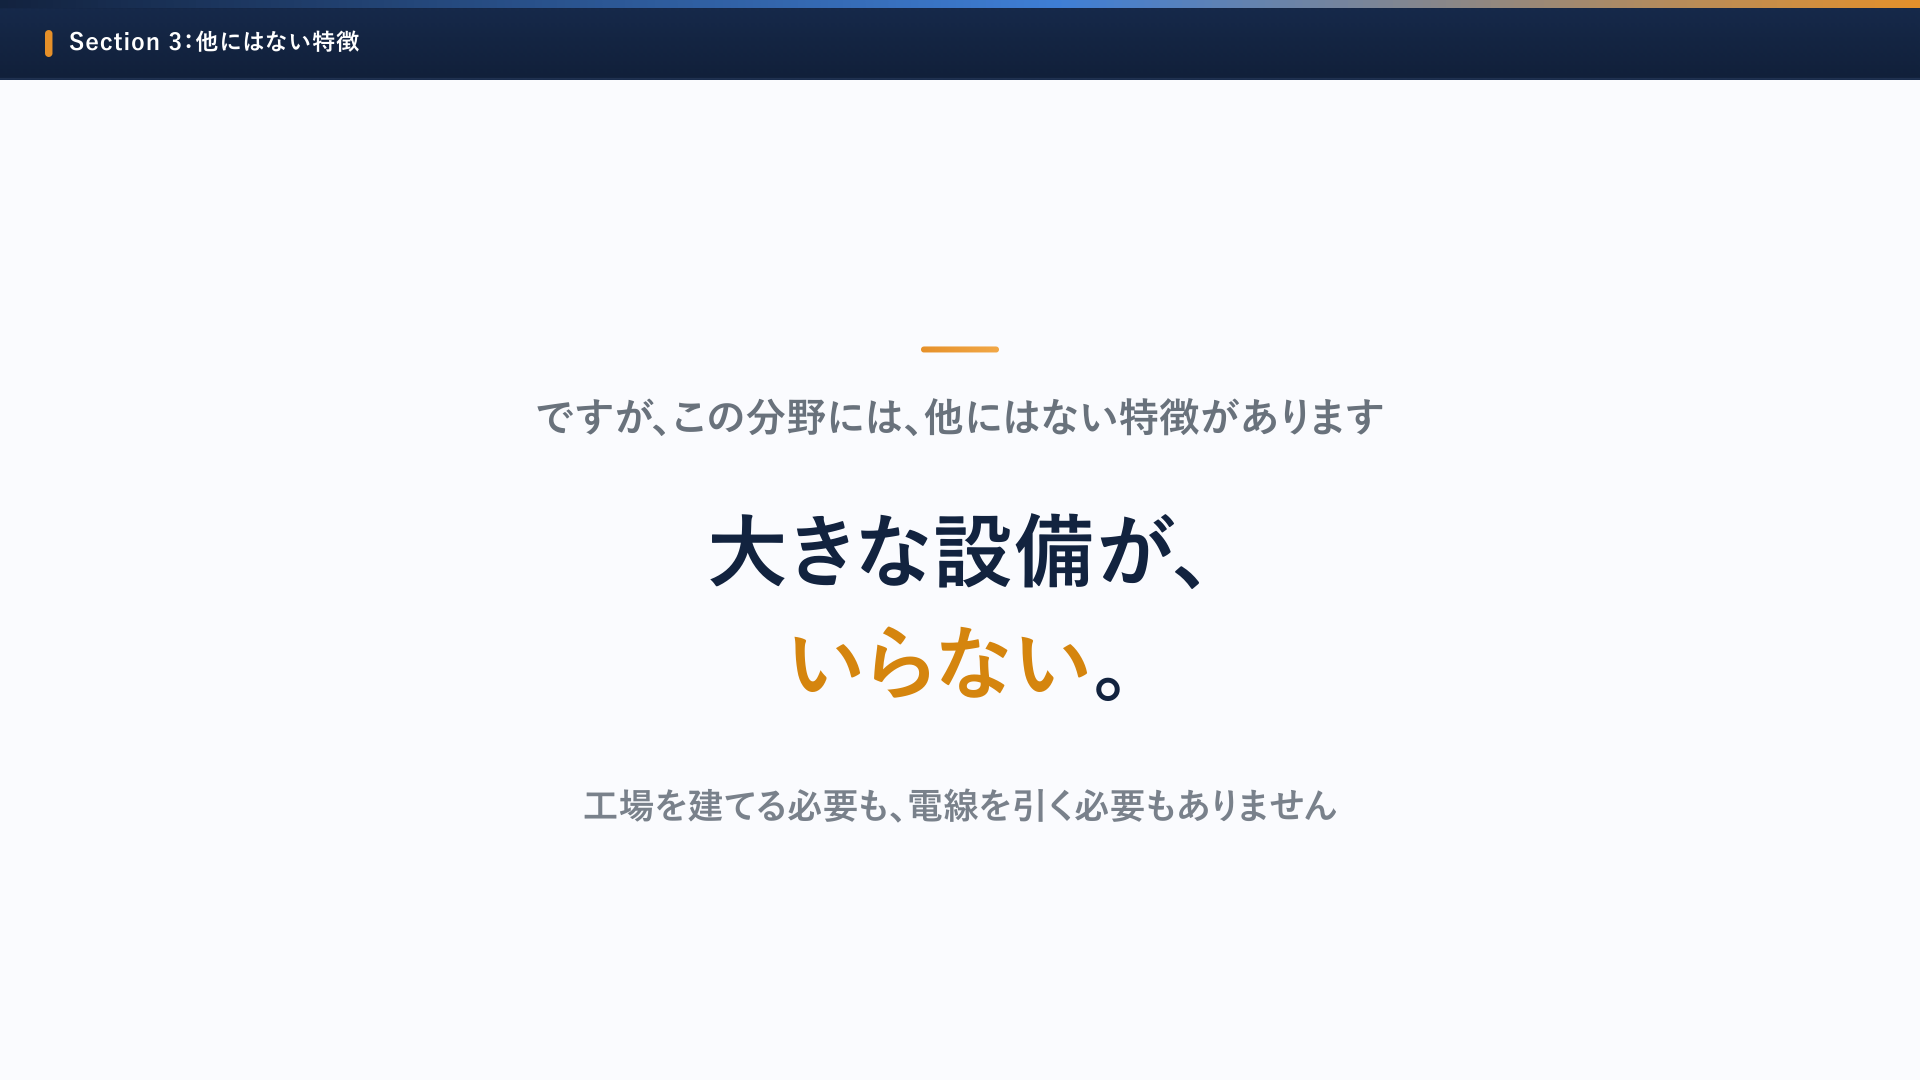 Section 3：他にはない特徴
ですが、この分野には、他にはない特徴があります
大きな設備が、
いらない。
工場を建てる必要も、電線を引く必要もありません